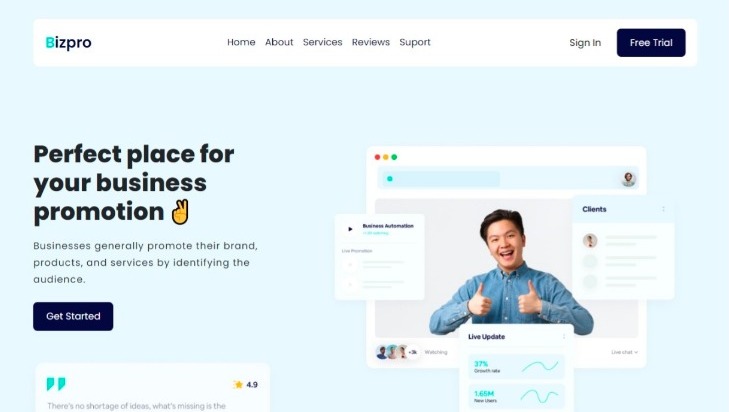 Bizpro
Home About Services Reviews Suport
Sign In
Free Trial
Perfect place for
your business
promotion ✌
Businesses generally promote their brand,
products, and services by identifying the
audience.
Get Started
4.9
There's no shortage of ideas, what's missing is the
Business Automation
Live Promotion
Clients
+3k Watching
Live chat
Live Update
37%
Growth rate
1.65M
New Users